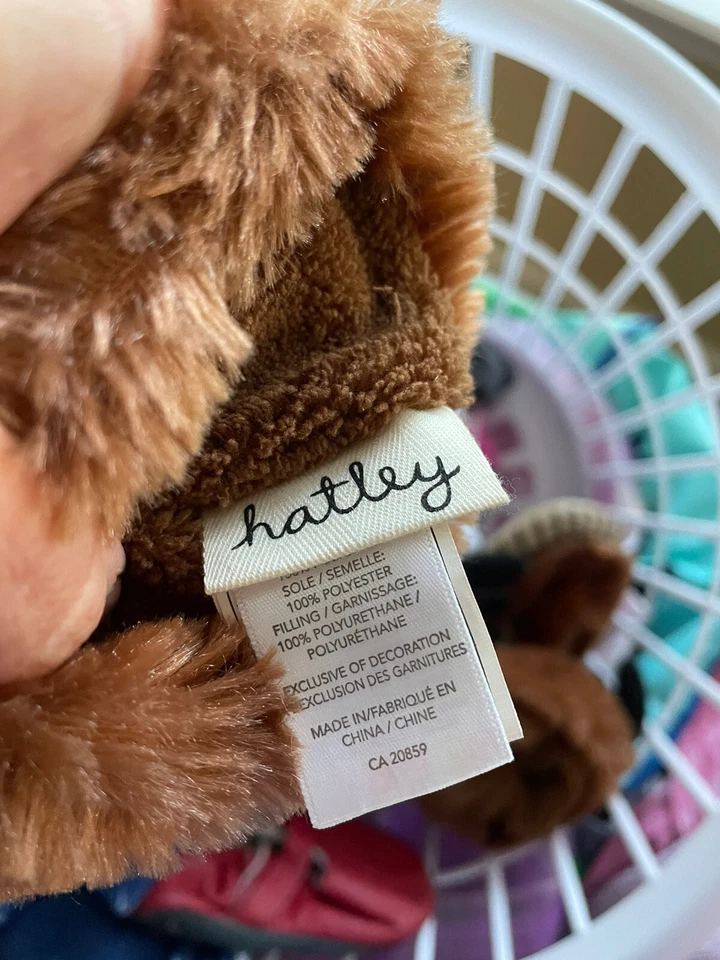 hatley
SOLE / SEMELLE:
100% POLYESTER
FILLING / GARNISSAGE:
100% POLYURETHANE /
POLYURÉTHANE
EXCLUSIVE OF DECORATION
EXCLUSION DES GARNITURES
MADE IN/FABRIQUÉ EN
CHINA / CHINE
CA 20859